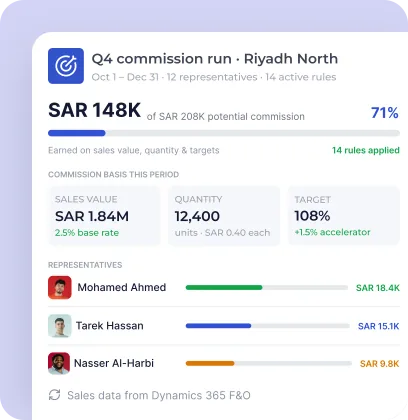 Q4 commission run · Riyadh North
Oct 1 – Dec 31 · 12 representatives · 14 active rules
SAR 148K of SAR 208K potential commission 71%
Earned on sales value, quantity & targets 14 rules applied
COMMISSION BASIS THIS PERIOD
SALES VALUE QUANTITY TARGET
SAR 1.84M 12,400 108%
2.5% base rate units · SAR 0.40 each +1.5% accelerator
REPRESENTATIVES
Mohamed Ahmed SAR 18.4K
Tarek Hassan SAR 15.1K
Nasser Al-Harbi SAR 9.8K
Sales data from Dynamics 365 F&O